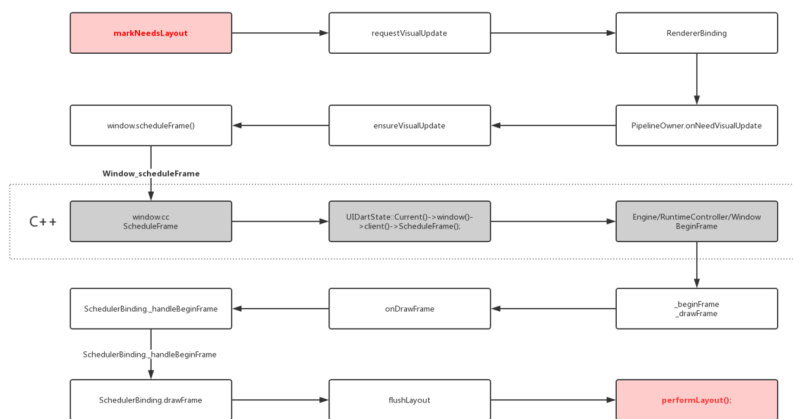 markNeedsLayout
requestVisualUpdate
RendererBinding
window.scheduleFrame()
ensureVisualUpdate
PipelineOwner.onNeedVisualUpdate
Window_scheduleFrame
C++
window.cc
ScheduleFrame
UIDartState::Current()->window()-
>client()->ScheduleFrame();
Engine/RuntimeController/Window
BeginFrame
SchedulerBinding._handleBeginFrame
onDrawFrame
_beginFrame
_drawFrame
SchedulerBinding._handleBeginFrame
SchedulerBinding.drawFrame
flushLayout
performLayout();